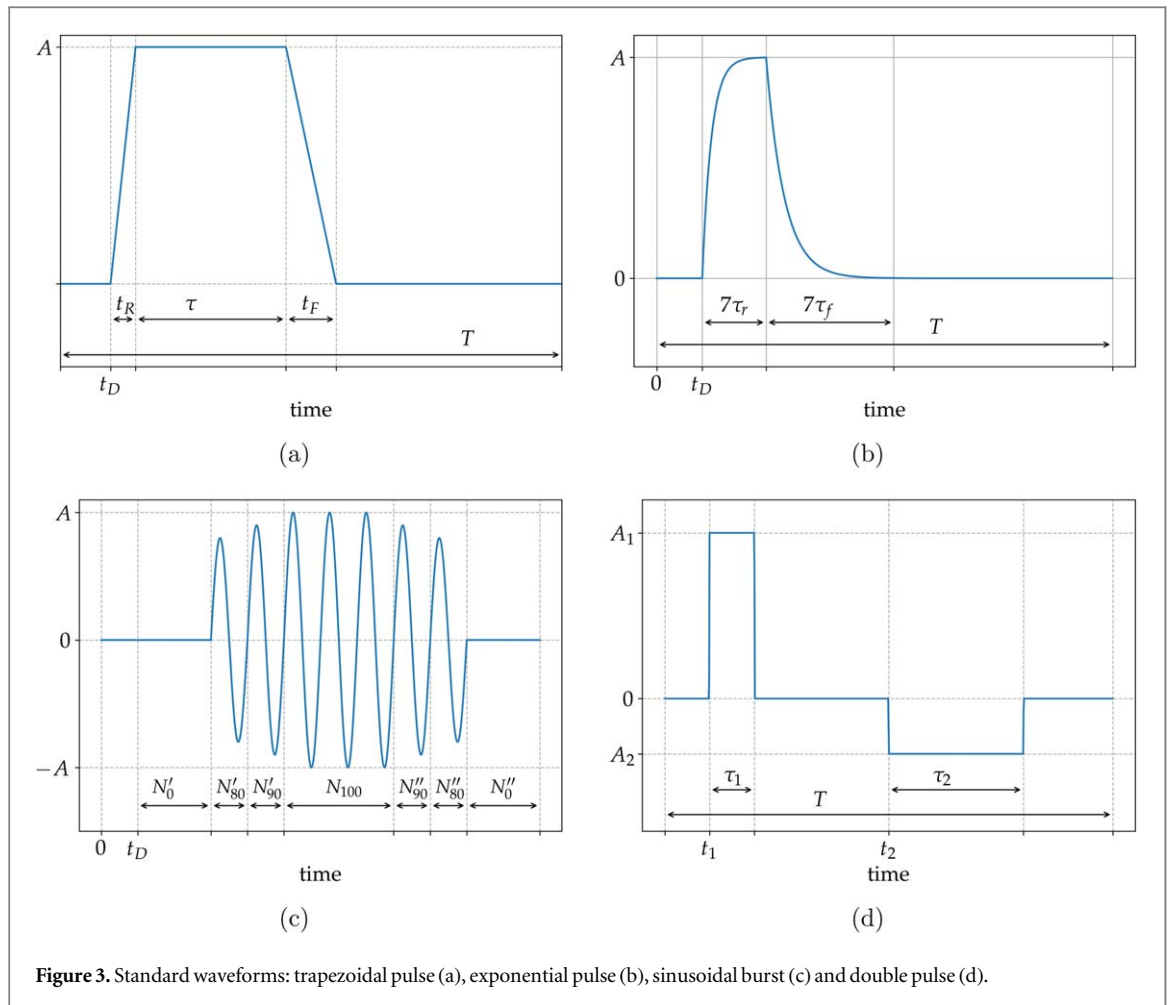 A
t_R τ t_F
T
t_D
time
(a)
A
0
7τ_r 7τ_f
T
0 t_D
time
(b)
A
0
−A
N′_0 N′_80 N′_90 N_100 N″_90 N″_80 N″_0
0 t_D
time
(c)
A_1
0
A_2
τ_1 τ_2
T
t_1 t_2
time
(d)
Figure 3. Standard waveforms: trapezoidal pulse (a), exponential pulse (b), sinusoidal burst (c) and double pulse (d).